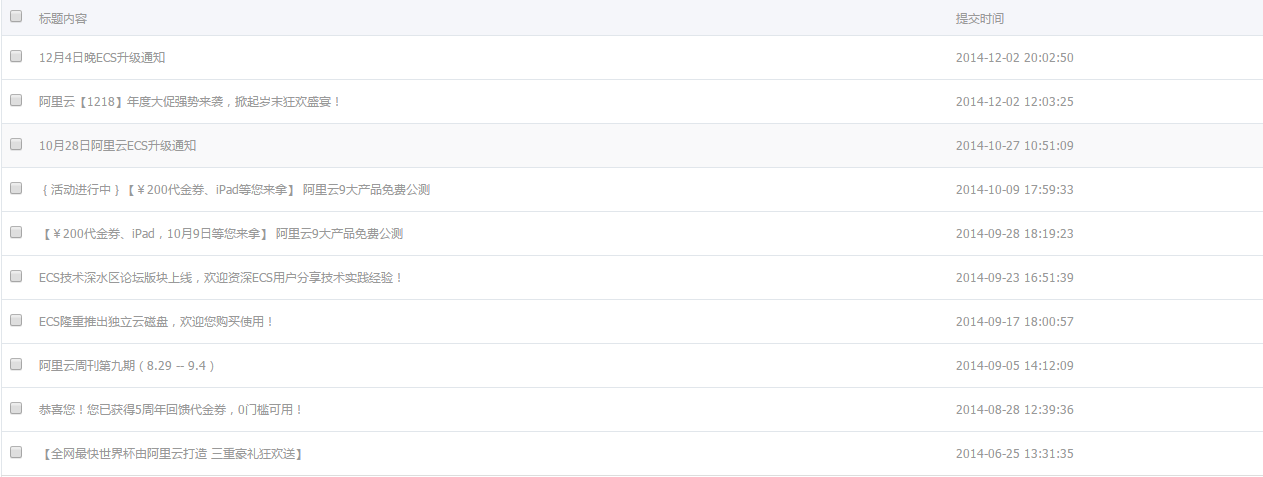 标题内容 提交时间
12月4日晚ECS升级通知 2014-12-02 20:02:50
阿里云【1218】年度大促强势来袭，掀起岁末狂欢盛宴！ 2014-12-02 12:03:25
10月28日阿里云ECS升级通知 2014-10-27 10:51:09
｛活动进行中｝【￥200代金券、iPad等您来拿】 阿里云9大产品免费公测 2014-10-09 17:59:33
【￥200代金券、iPad，10月9日等您来拿】 阿里云9大产品免费公测 2014-09-28 18:19:23
ECS技术深水区论坛版块上线，欢迎资深ECS用户分享技术实践经验！ 2014-09-23 16:51:39
ECS隆重推出独立云磁盘，欢迎您购买使用！ 2014-09-17 18:00:57
阿里云周刊第九期（8.29 -- 9.4） 2014-09-05 14:12:09
恭喜您！您已获得5周年回馈代金券，0门槛可用！ 2014-08-28 12:39:36
【全网最快世界杯由阿里云打造 三重豪礼狂欢送】 2014-06-25 13:31:35